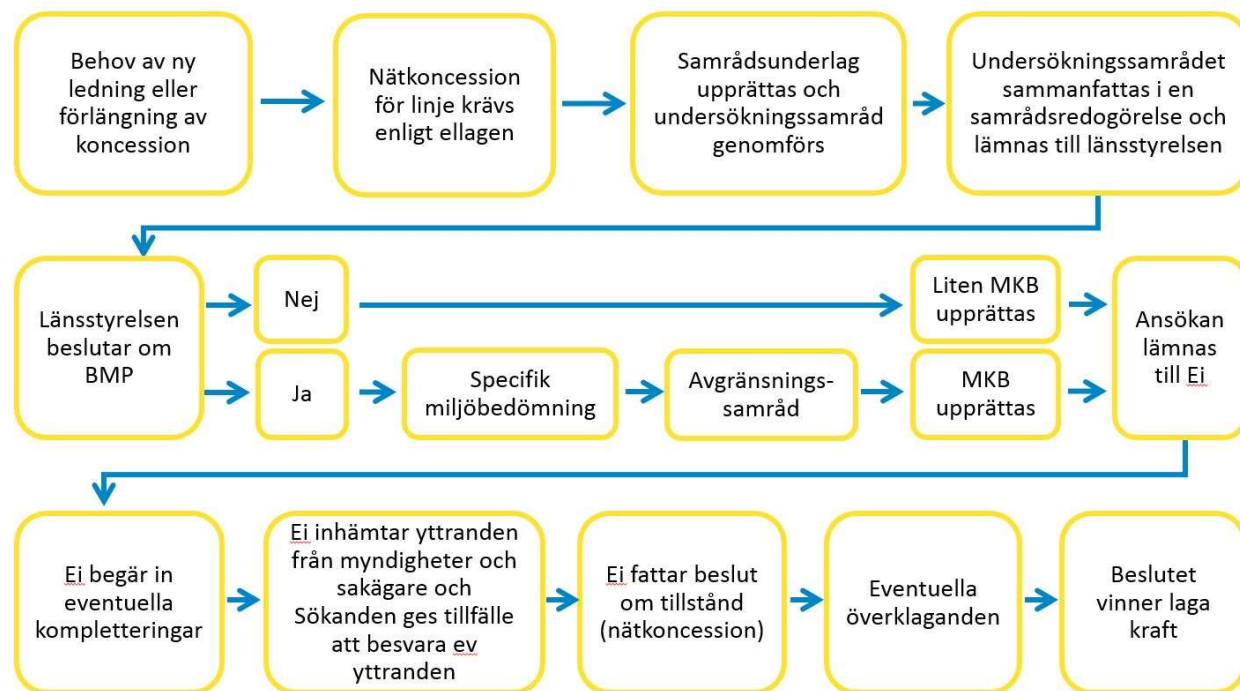 Behov av ny
ledning eller
förlängning av
koncession
Nätkoncession
för linje krävs
enligt ellagen
Samrådsunderlag
upprättas och
undersökningssamråd
genomförs
Undersökningssamrådet
sammanfattas i en
samrådsredogörelse och
lämnas till länsstyrelsen
Länsstyrelsen
beslutar om
BMP
Nej
Liten MKB
upprättas
Ja
Specifik
miljöbedömning
Avgränsnings-
samråd
MKB
upprättas
Ansökan
lämnas
till Ei
Ei begär in
eventuella
kompletteringar
Ei inhämtar yttranden
från myndigheter och
sakägare och
Sökanden ges tillfälle
att besvara ev
yttranden
Ei fattar beslut
om tillstånd
(nätkoncession)
Eventuella
överklaganden
Beslutet
vinner laga
kraft